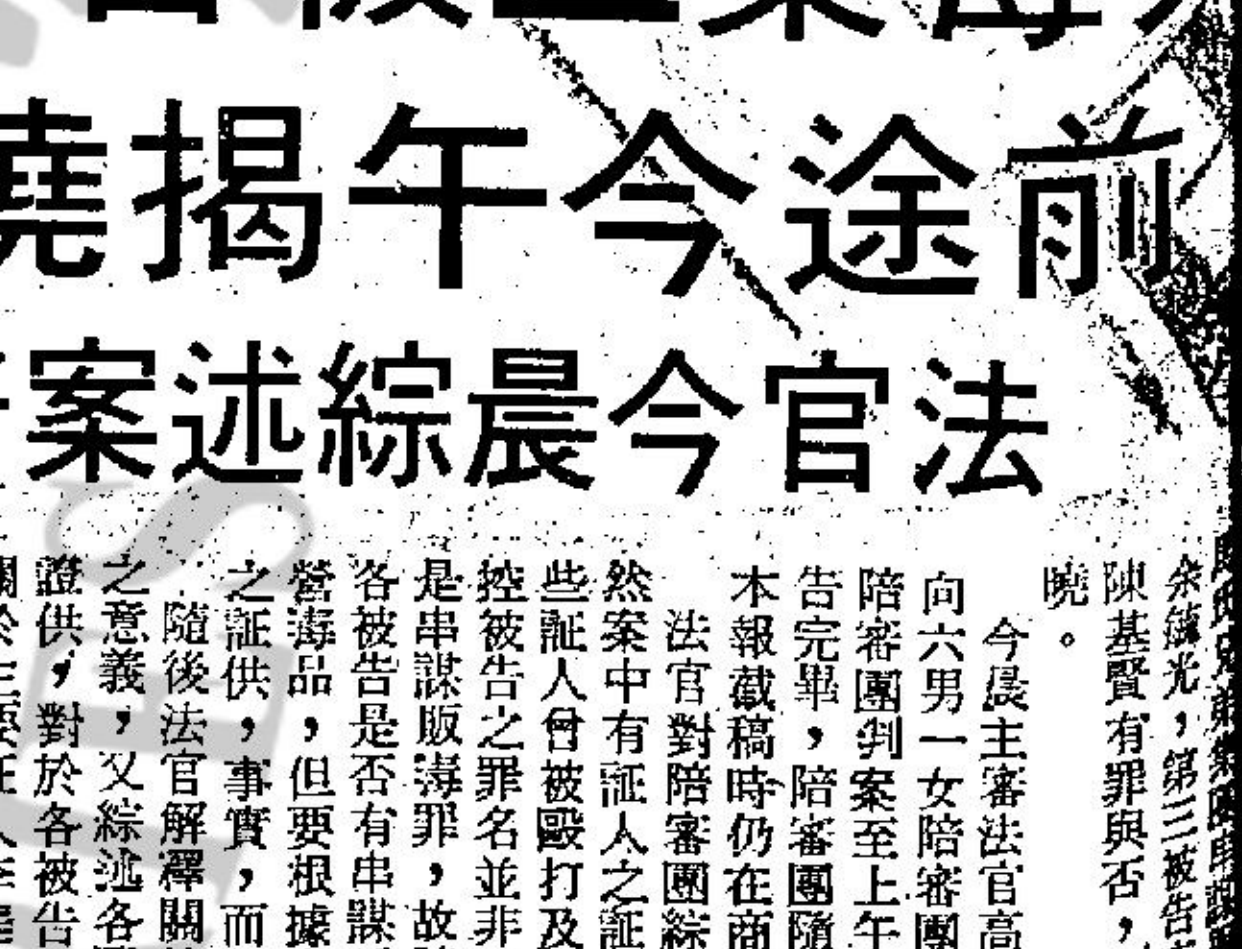 前途今午揭曉
法官今晨綜述案
余毓光，第三被告
陳基賢有罪與否，
曉。
今晨主審法官高
向六男一女陪審團
陪審團判案至上午
告完畢，陪審團隨
本報截稿時仍在商
法官對陪審團綜
然案中有証人之証
些証人曾被毆打及
控被告之罪名並非
是串謀販毒罪，故
各被告是否有串謀
營毒品，但要根據
之証供，事實，而
隨後法官解釋關
之意義，又綜述各
證供，對於各被告